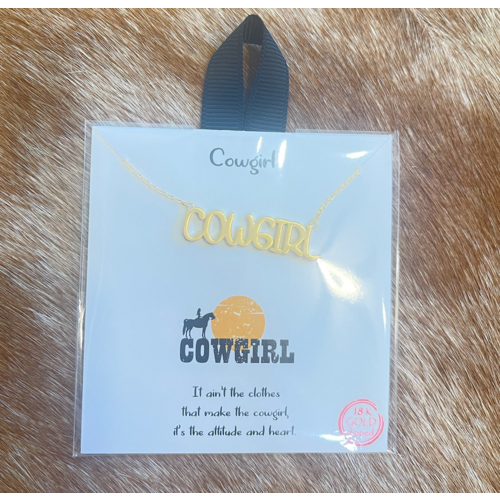 Cowgirl
COWGIRL
COWGIRL
It ain't the clothes
that make the cowgirl,
it's the attitude and heart.
18K
GOLD